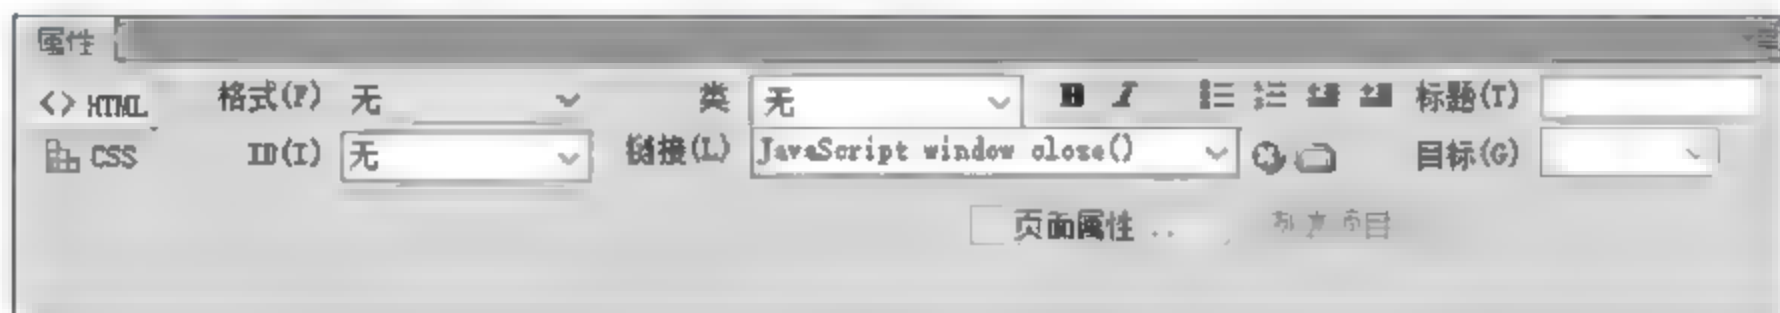 属性
<> HTML 格式(F) 无 类 无 B I 标题(T)
CSS ID(I) 无 链接(L) JavaScript window close() 目标(G)
页面属性 ..